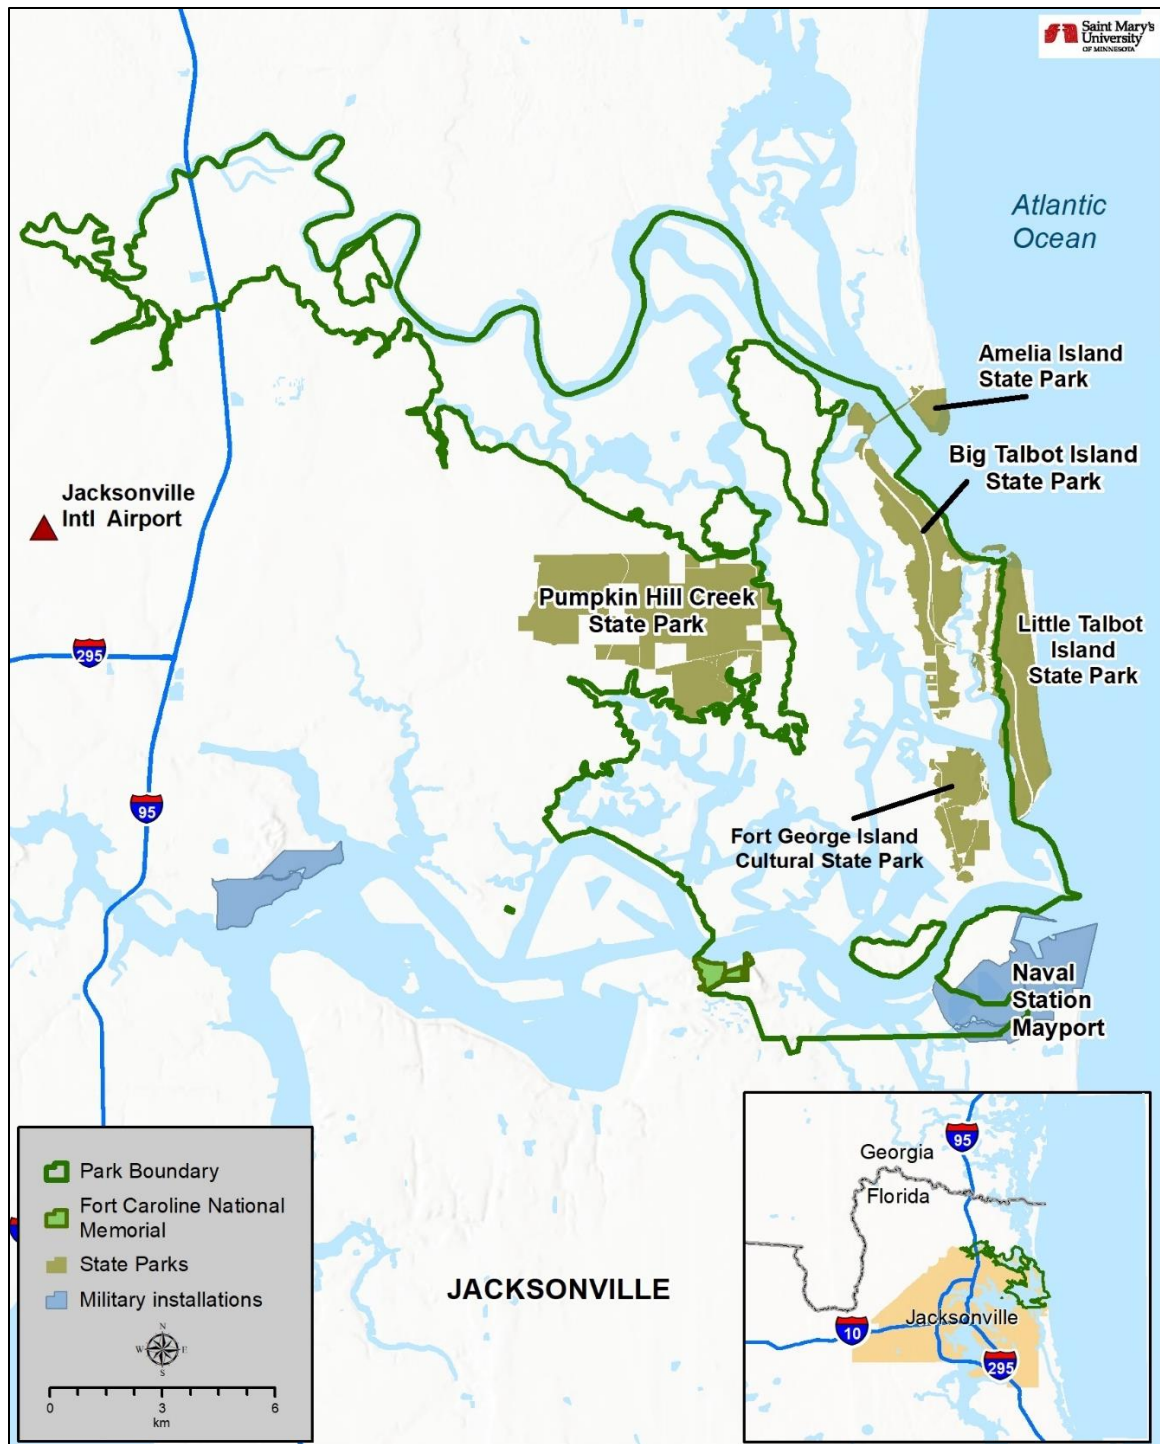 Saint Mary's
University
OF MINNESOTA
Atlantic
Ocean
Amelia Island
State Park
Big Talbot Island
State Park
Jacksonville
Intl Airport
Pumpkin Hill Creek
State Park
Little Talbot
Island
State Park
295
95
Fort George Island
Cultural State Park
Naval
Station
Mayport
Park Boundary
Fort Caroline National
Memorial
State Parks
Military installations
N
W E
S
0 3 6
km
JACKSONVILLE
95
Georgia
Florida
Jacksonville
10
295